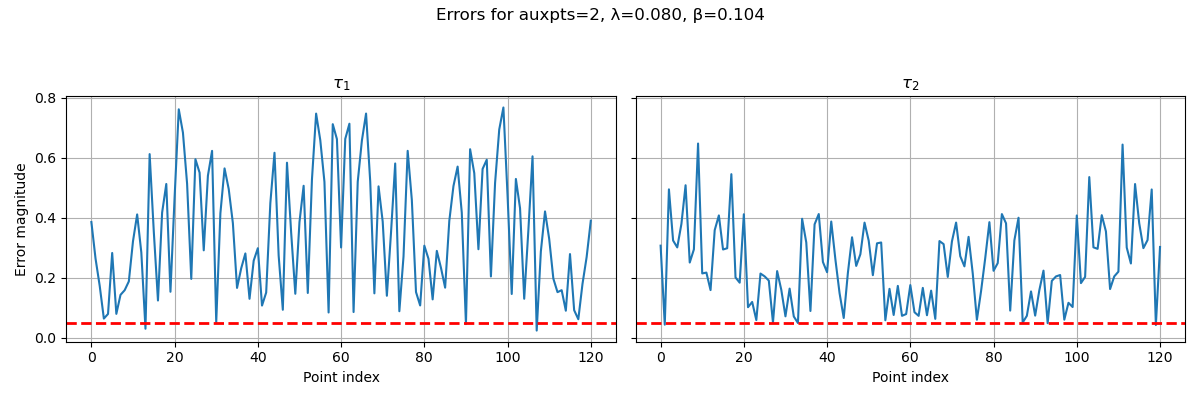 Errors for auxpts=2, λ=0.080, β=0.104
τ₁
τ₂
0.8
0.6
0.4
0.2
0.0
Error magnitude
0 20 40 60 80 100 120
0 20 40 60 80 100 120
Point index
Point index